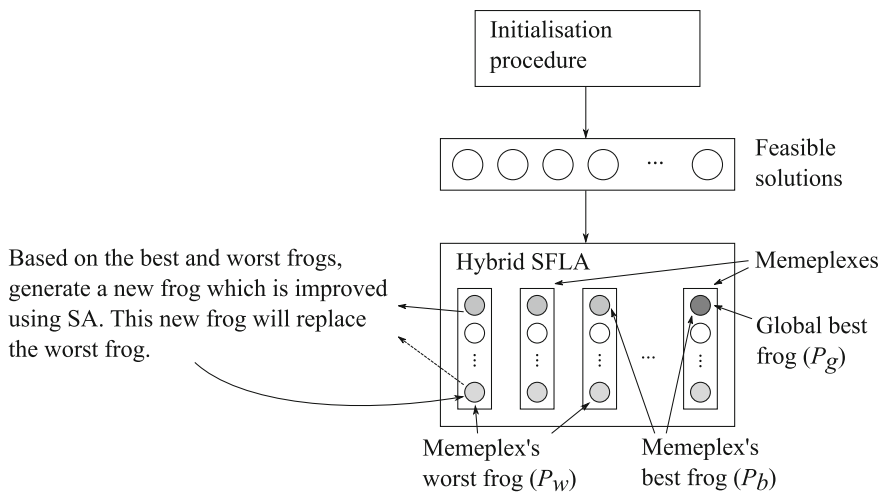 Initialisation
procedure
...
Feasible
solutions
Based on the best and worst frogs,
generate a new frog which is improved
using SA. This new frog will replace
the worst frog.
Hybrid SFLA
Memeplexes
Global best
frog (Pg)
...
Memeplex's
worst frog (Pw)
Memeplex's
best frog (Pb)